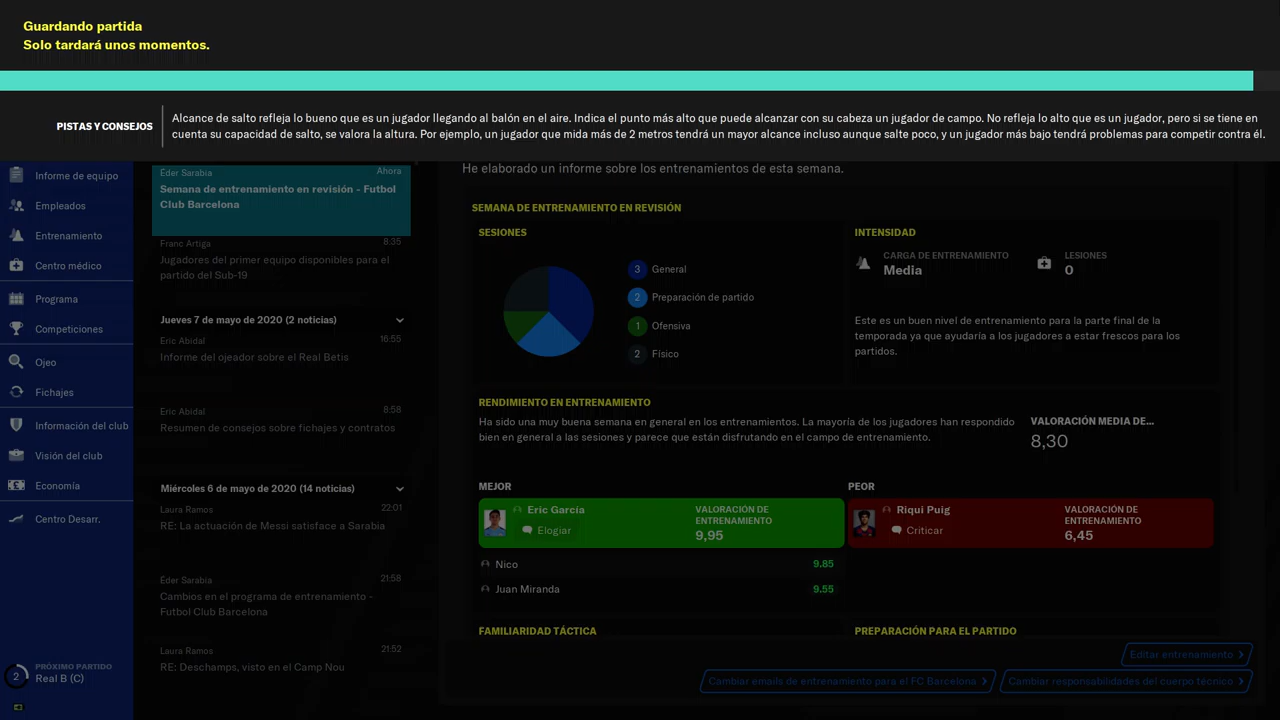 Guardando partida
Solo tardará unos momentos.
PISTAS Y CONSEJOS
Alcance de salto refleja lo bueno que es un jugador llegando al balón en el aire. Indica el punto más alto que puede alcanzar con su cabeza un jugador de campo. No refleja lo alto que es un jugador, pero si se tiene en
cuenta su capacidad de salto, se valora la altura. Por ejemplo, un jugador que mida más de 2 metros tendrá un mayor alcance incluso aunque salte poco, y un jugador más bajo tendrá problemas para competir contra él.
Informe de equipo
Empleados
Entrenamiento
Centro médico
Programa
Competiciones
Ojeo
Fichajes
Información del club
Visión del club
Economía
Centro Desarr.
2
PRÓXIMO PARTIDO
Real B (C)
Eder Sarabia
Ahora
Semana de entrenamiento en revisión - Futbol
Club Barcelona
Franc Artiga
8:35
Jugadores del primer equipo disponibles para el
partido del Sub-19
Jueves 7 de mayo de 2020 (2 noticias)
Eric Abidal
16:55
Informe del ojeador sobre el Real Betis
Eric Abidal
8:58
Resumen de consejos sobre fichajes y contratos
Miércoles 6 de mayo de 2020 (14 noticias)
Laura Ramos
22:01
RE: La actuación de Messi satisface a Sarabia
Eder Sarabia
21:58
Cambios en el programa de entrenamiento -
Futbol Club Barcelona
Laura Ramos
21:52
RE: Deschamps, visto en el Camp Nou
He elaborado un informe sobre los entrenamientos de esta semana.
SEMANA DE ENTRENAMIENTO EN REVISIÓN
SESIONES
3 General
2 Preparación de partido
1 Ofensiva
2 Físico
INTENSIDAD
CARGA DE ENTRENAMIENTO
Media
LESIONES
0
Este es un buen nivel de entrenamiento para la parte final de la
temporada ya que ayudaría a los jugadores a estar frescos para los
partidos.
RENDIMIENTO EN ENTRENAMIENTO
Ha sido una muy buena semana en general en los entrenamientos. La mayoría de los jugadores han respondido
bien en general a las sesiones y parece que están disfrutando en el campo de entrenamiento.
VALORACIÓN MEDIA DE...
8,30
MEJOR
Eric García
Elogiar
VALORACIÓN DE
ENTRENAMIENTO
9,95
Nico
9.85
Juan Miranda
9.55
PEOR
Riqui Puig
Criticar
VALORACIÓN DE
ENTRENAMIENTO
6,45
FAMILIARIDAD TÁCTICA
PREPARACIÓN PARA EL PARTIDO
Editar entrenamiento
Cambiar emails de entrenamiento para el FC Barcelona
Cambiar responsabilidades del cuerpo técnico